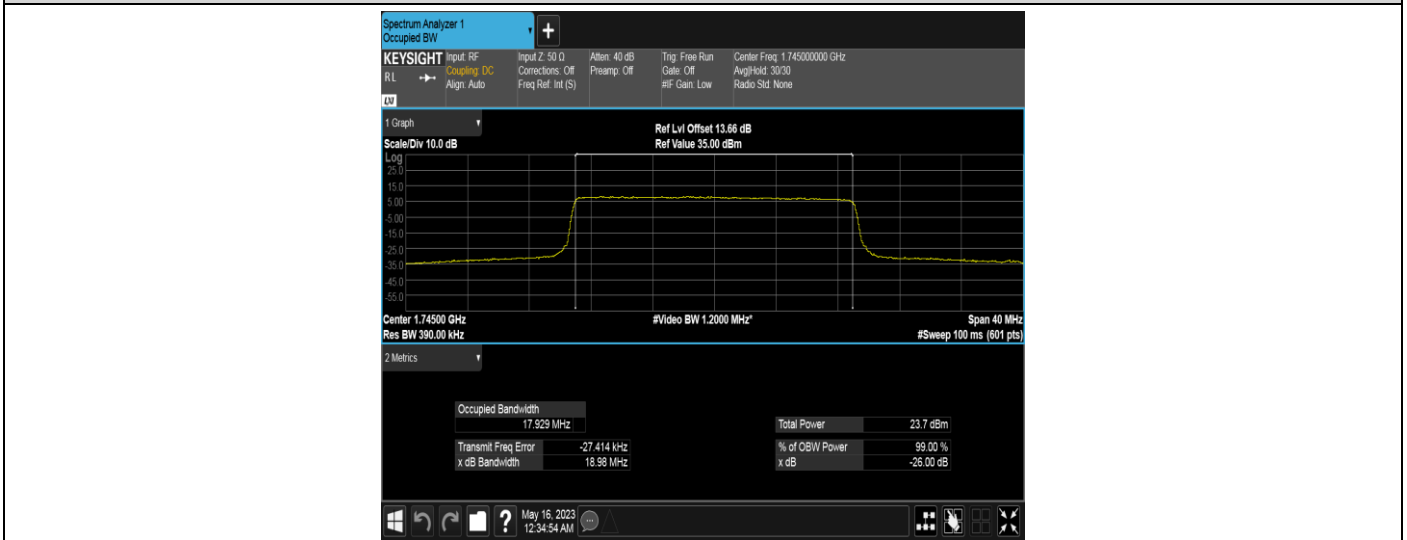 Spectrum Analyzer 1
Occupied BW
+
KEYSIGHT
RL
LXI
Input: RF
Coupling: DC
Align: Auto
Input Z: 50 Ω
Corrections: Off
Freq Ref: Int (S)
Atten: 40 dB
Preamp: Off
Trig: Free Run
Gate: Off
#IF Gain: Low
Center Freq: 1.745000000 GHz
Avg|Hold: 30/30
Radio Std: None
1 Graph
Ref Lvl Offset 13.66 dB
Scale/Div 10.0 dB
Ref Value 35.00 dBm
Log
25.0
15.0
5.00
-5.00
-15.0
-25.0
-35.0
-45.0
-55.0
Center 1.74500 GHz
#Video BW 1.2000 MHz*
Span 40 MHz
Res BW 390.00 kHz
#Sweep 100 ms (601 pts)
2 Metrics
Occupied Bandwidth
17.929 MHz
Total Power 23.7 dBm
Transmit Freq Error -27.414 kHz
% of OBW Power 99.00 %
x dB Bandwidth 18.98 MHz
x dB -26.00 dB
?
May 16, 2023
12:34:54 AM